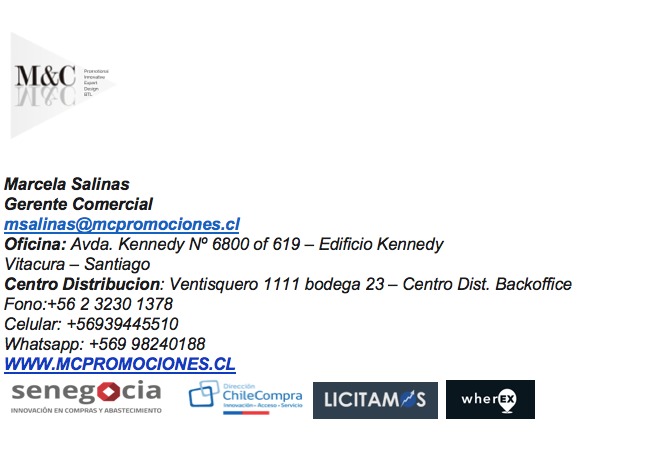 M&C
Promotional
Innovative
Expert
Design
BTL
Marcela Salinas
Gerente Comercial
msalinas@mcpromociones.cl
Oficina: Avda. Kennedy Nº 6800 of 619 – Edificio Kennedy
Vitacura – Santiago
Centro Distribucion: Ventisquero 1111 bodega 23 – Centro Dist. Backoffice
Fono:+56 2 3230 1378
Celular: +56939445510
Whatsapp: +569 98240188
WWW.MCPROMOCIONES.CL
senegocia
INNOVACIÓN EN COMPRAS Y ABASTECIMIENTO
Dirección
ChileCompra
Innovación - Acceso - Servicio
LICITAMOS
wherEX